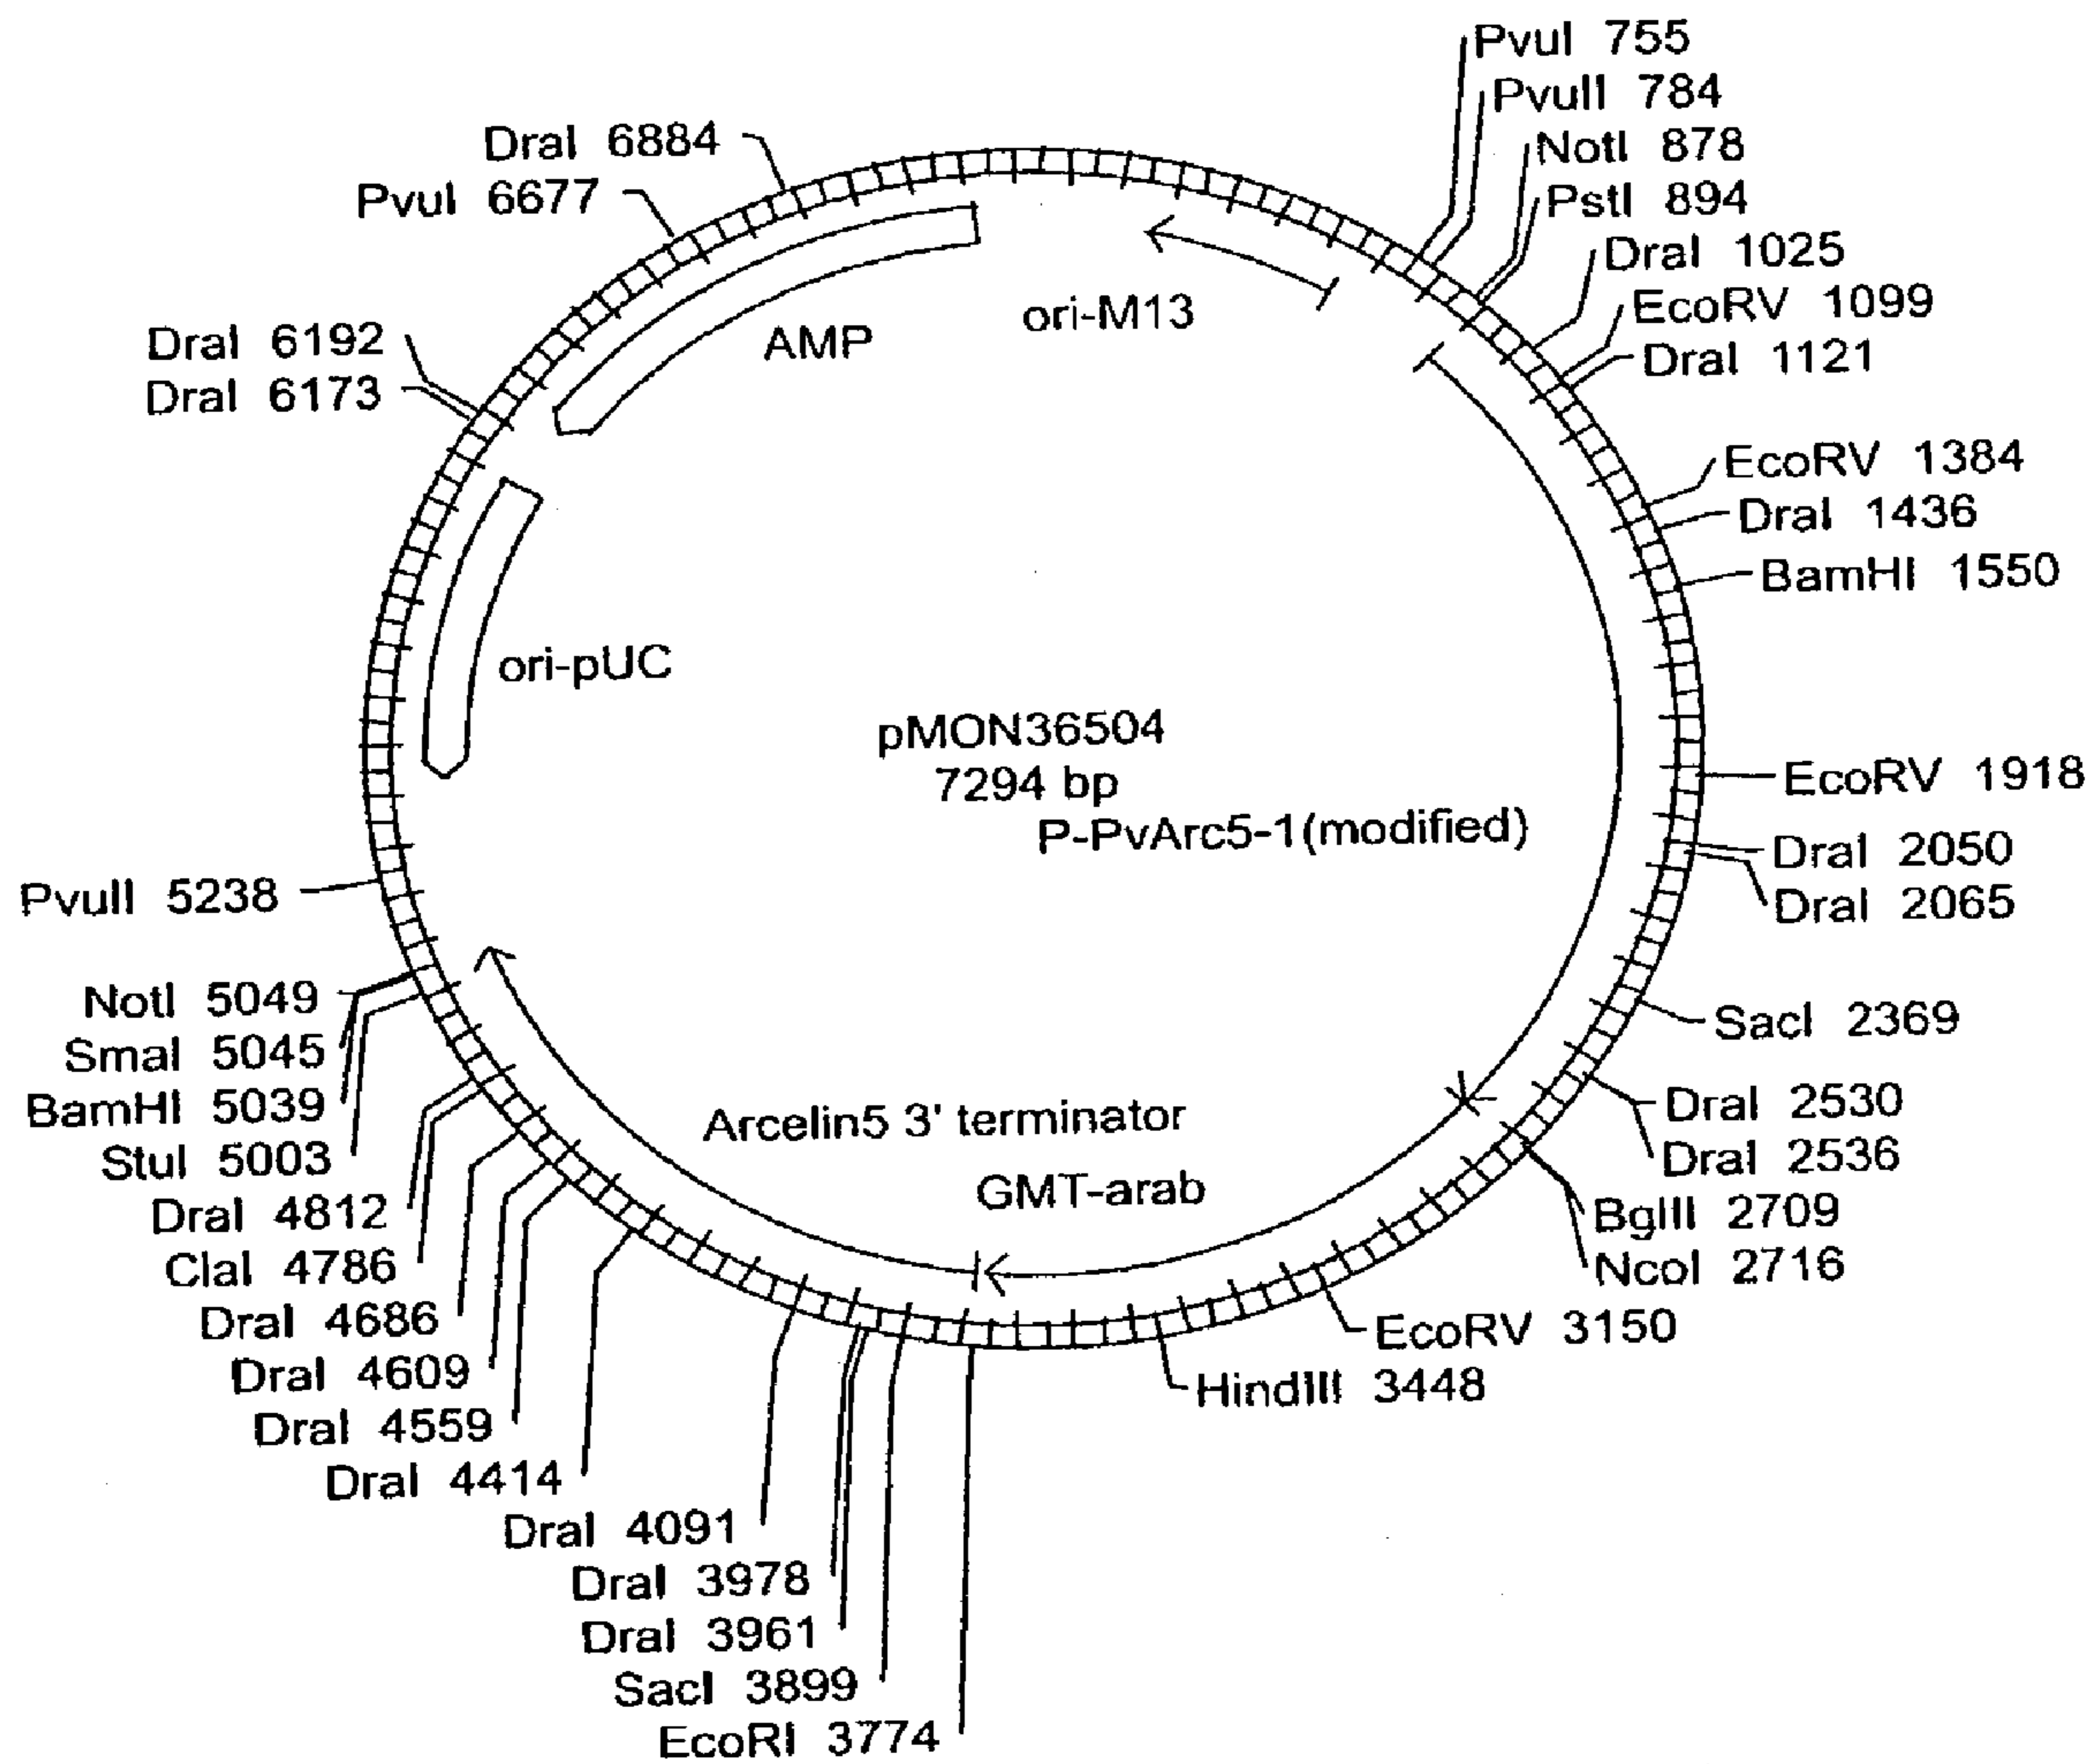 PvuI 755
PvuII 784
NotI 878
PstI 894
DraI 1025
EcoRV 1099
DraI 1121
EcoRV 1384
DraI 1436
BamHI 1550
EcoRV 1918
DraI 2050
DraI 2065
SacI 2369
DraI 2530
DraI 2536
BglII 2709
NcoI 2716
EcoRV 3150
HindIII 3448
EcoRI 3774
SacI 3899
DraI 3961
DraI 3978
DraI 4091
DraI 4414
DraI 4559
DraI 4609
DraI 4686
ClaI 4786
DraI 4812
StuI 5003
BamHI 5039
SmaI 5045
NotI 5049
PvuII 5238
DraI 6173
DraI 6192
PvuI 6677
DraI 6884
ori-M13
AMP
ori-pUC
pMON36504
7294 bp
P-PvArc5-1(modified)
Arcelin5 3' terminator
GMT-arab